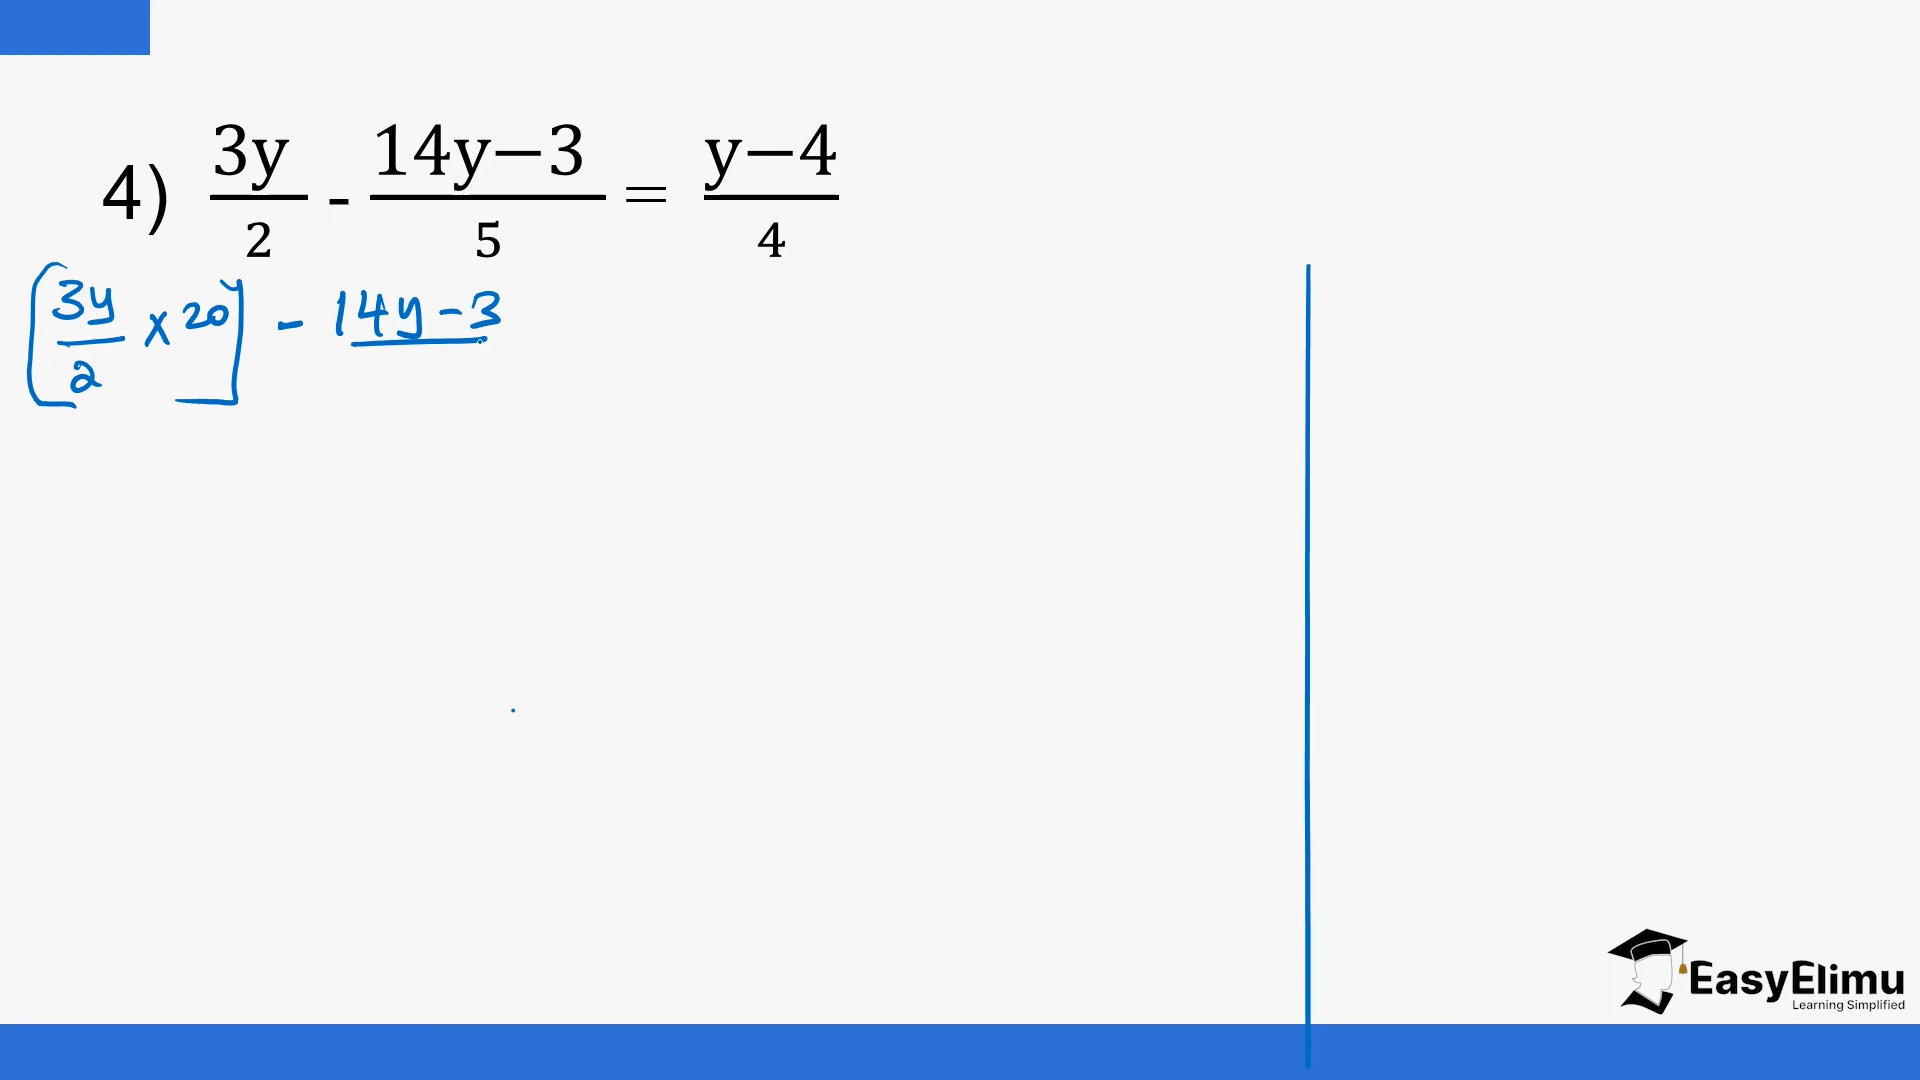 4) 3y/2 - 14y−3/5 = y−4/4
[3y/2 x 20] - 14y-3
EasyElimu
Learning Simplified